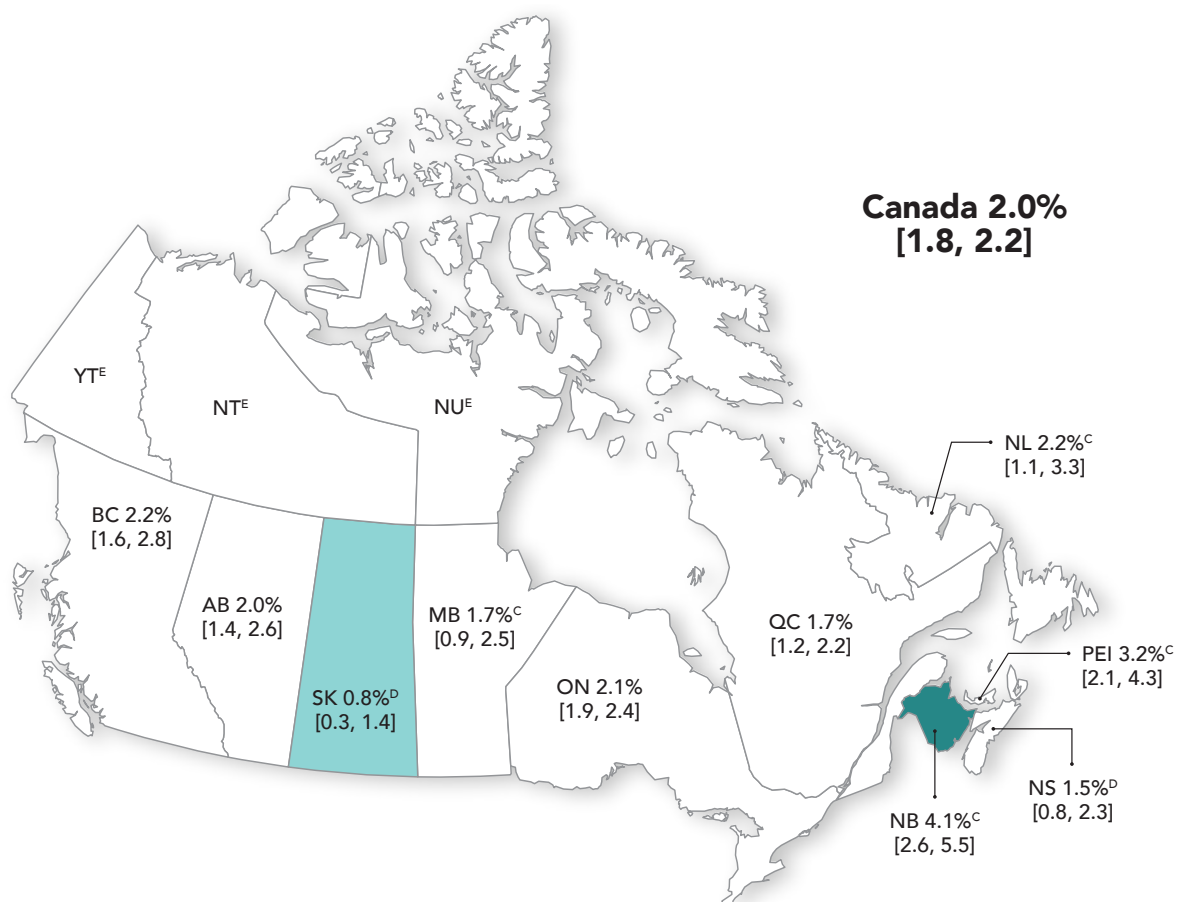 Canada 2.0%
[1.8, 2.2]
YTᴱ
NTᴱ
NUᴱ
NL 2.2%ᶜ
[1.1, 3.3]
BC 2.2%
[1.6, 2.8]
AB 2.0%
[1.4, 2.6]
SK 0.8%ᴰ
[0.3, 1.4]
MB 1.7%ᶜ
[0.9, 2.5]
ON 2.1%
[1.9, 2.4]
QC 1.7%
[1.2, 2.2]
PEI 3.2%ᶜ
[2.1, 4.3]
NS 1.5%ᴰ
[0.8, 2.3]
NB 4.1%ᶜ
[2.6, 5.5]